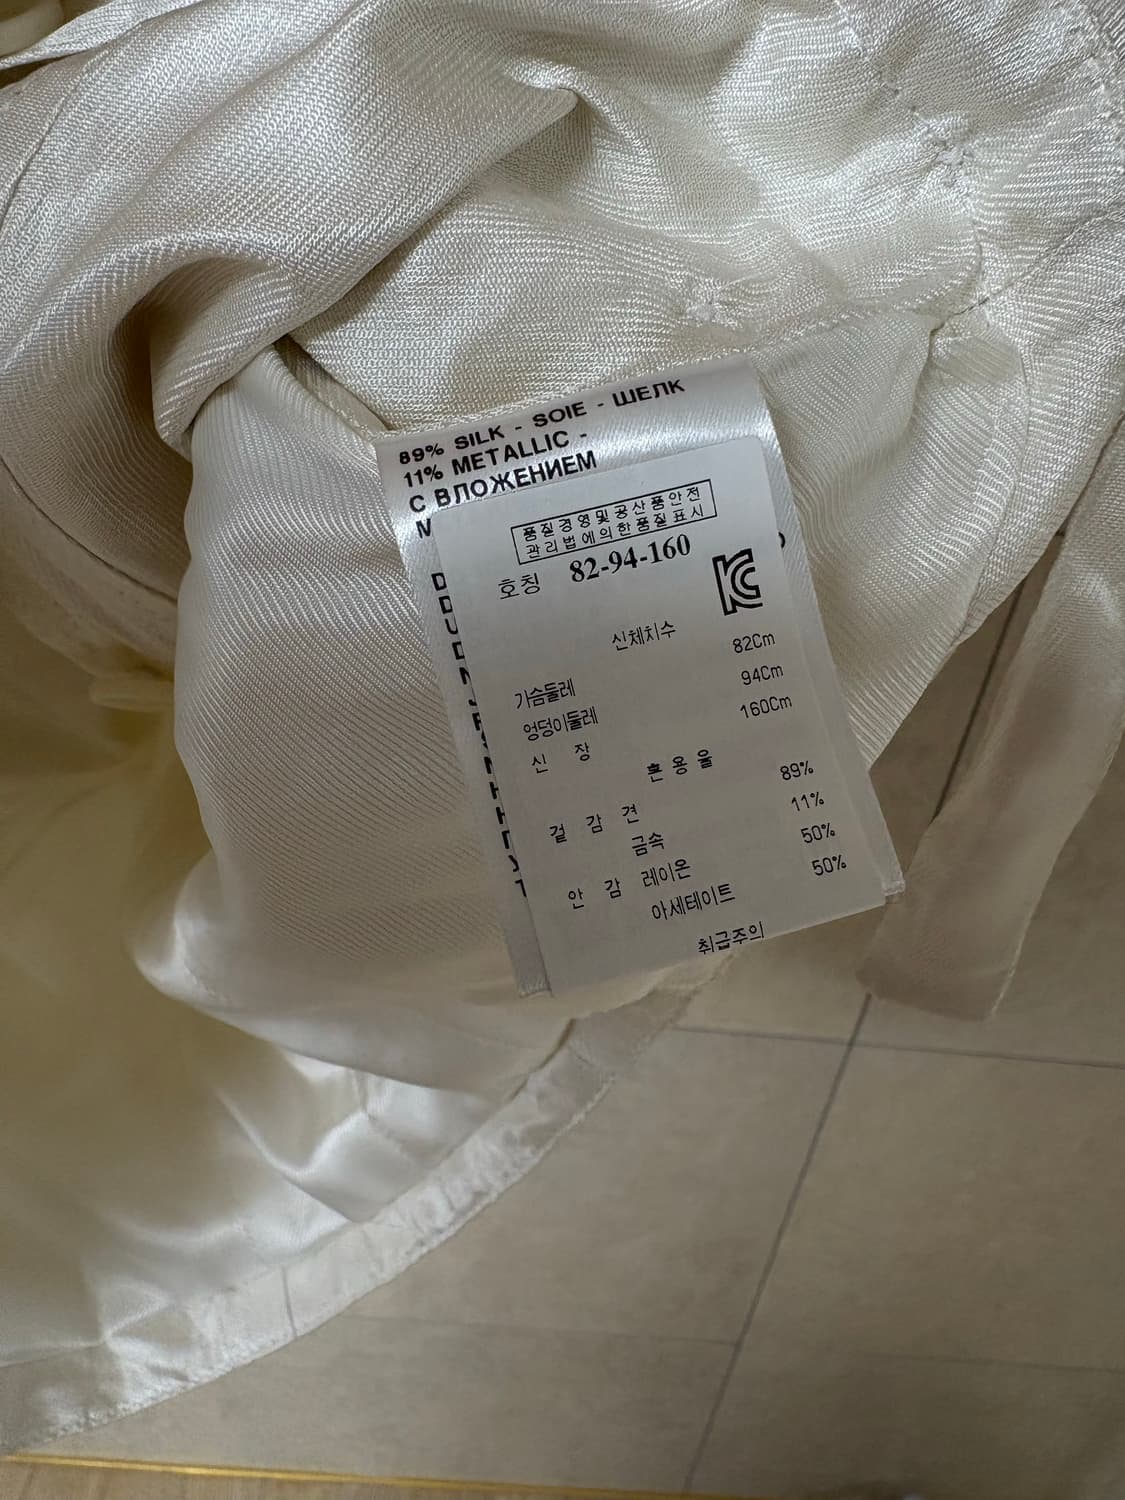 89% SILK - SOIE - ШЕЛК
11% METALLIC -
С ВЛОЖЕНИЕМ
품질경영및공산품안전
관리법에의한품질표시
호칭 82-94-160
신체치수
가슴둘레 82Cm
엉덩이둘레 94Cm
신 장 160Cm
혼용율
겉 감 견 89%
금속 11%
안 감 레이온 50%
아세테이트 50%
취급주의